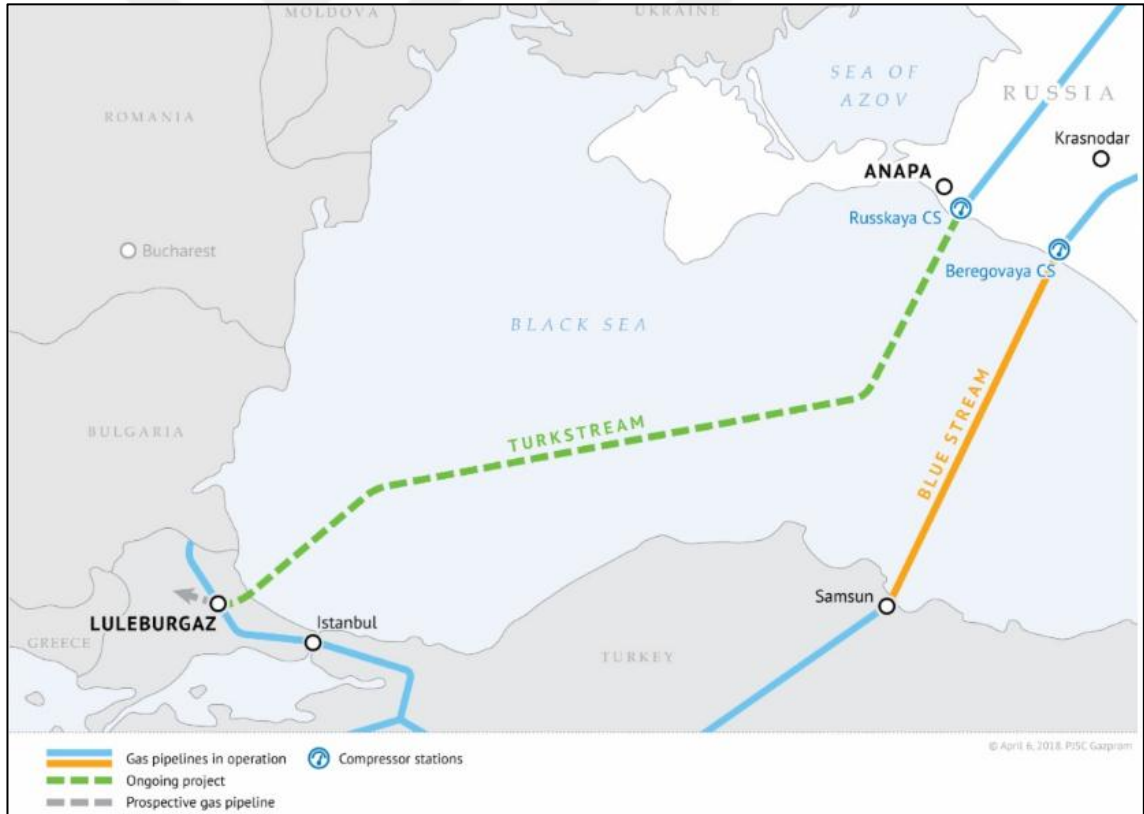 MOLDOVA
UKRAINE
SEA OF
AZOV
RUSSIA
ROMANIA
Krasnodar
ANAPA
Russkaya CS
Bucharest
Beregovaya CS
BLACK SEA
BLUE STREAM
TURKSTREAM
BULGARIA
Samsun
LULEBURGAZ
Istanbul
GREECE
TURKEY
© April 6, 2018. PJSC Gazprom
Gas pipelines in operation
Compressor stations
Ongoing project
Prospective gas pipeline